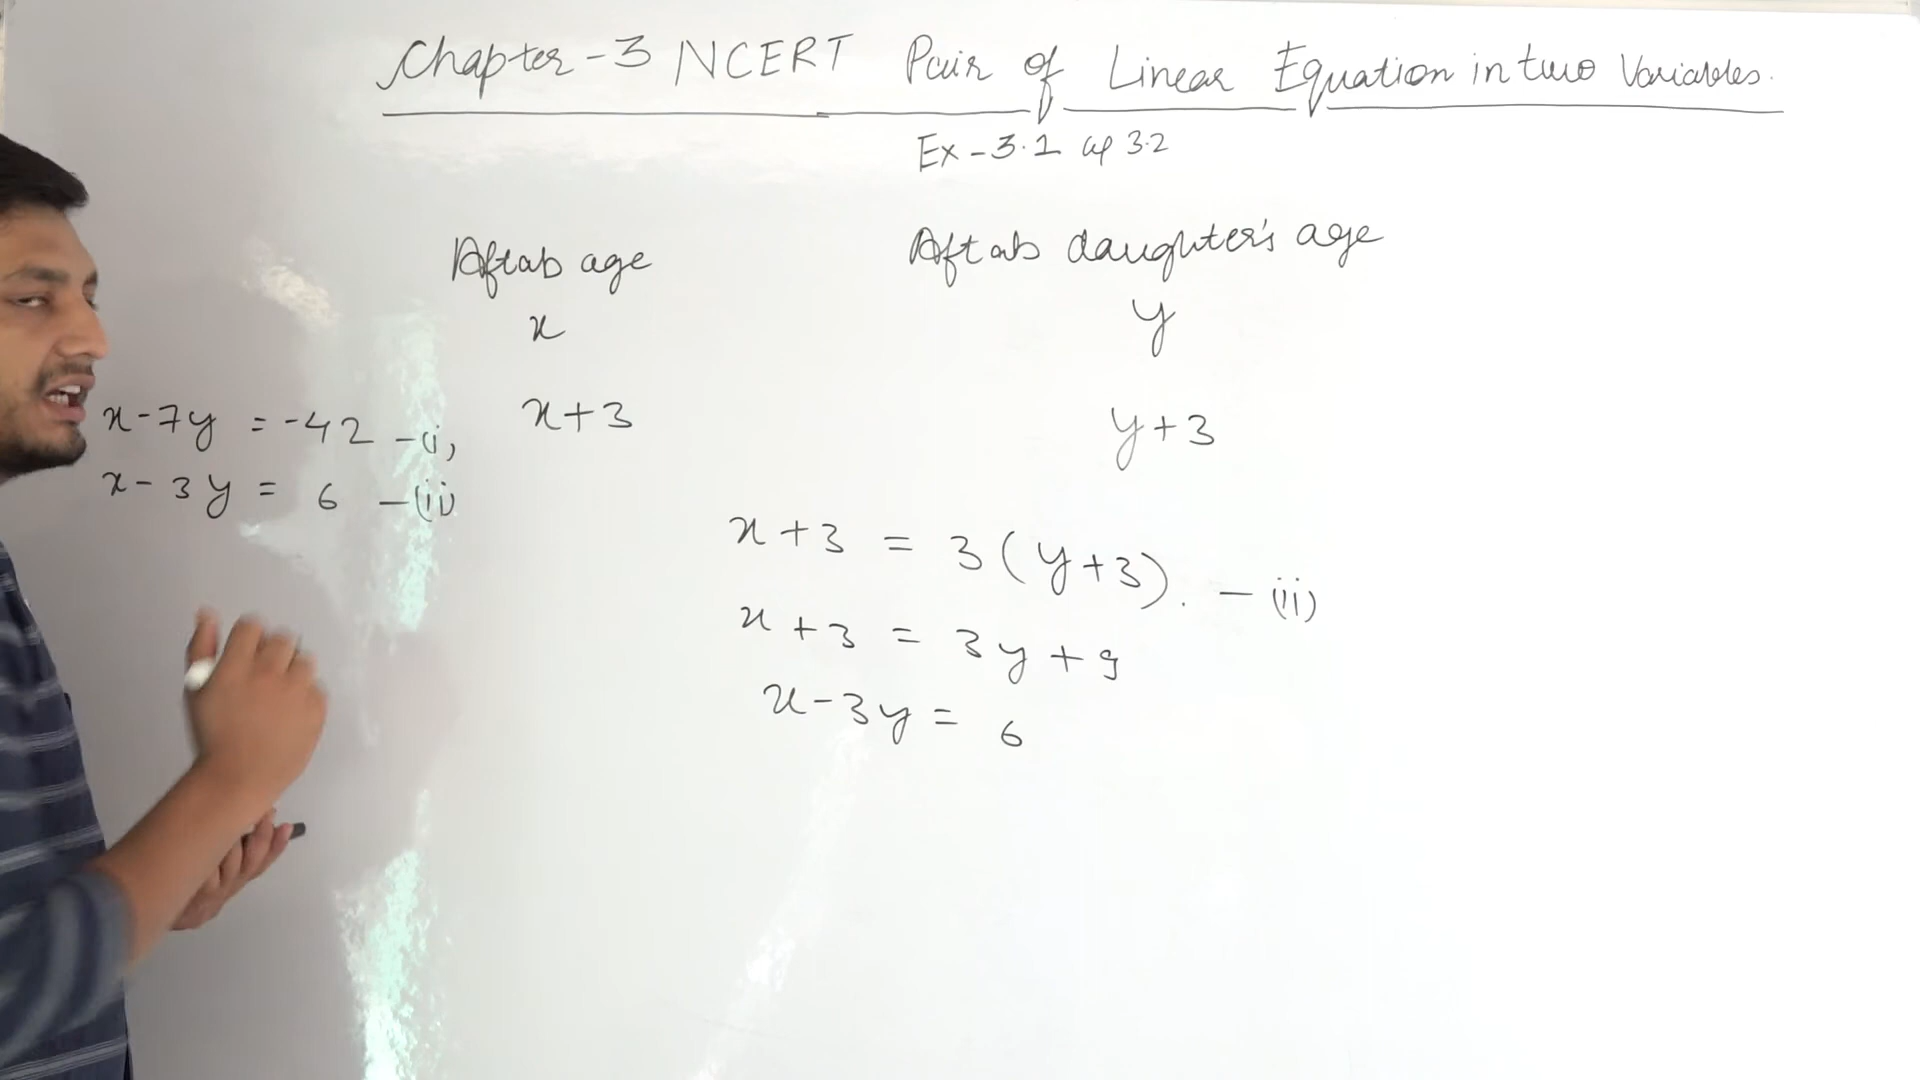 Chapter-3 NCERT Pair of Linear Equation in two Variables.
Ex-3.1 3.2
Aftab age
Aftab daughter's age
x
y
x+3
y+3
x-7y = -42 -(i)
x-3y = 6 -(ii)
x+3 = 3(y+3). -(ii)
x+3 = 3y+9
x-3y = 6